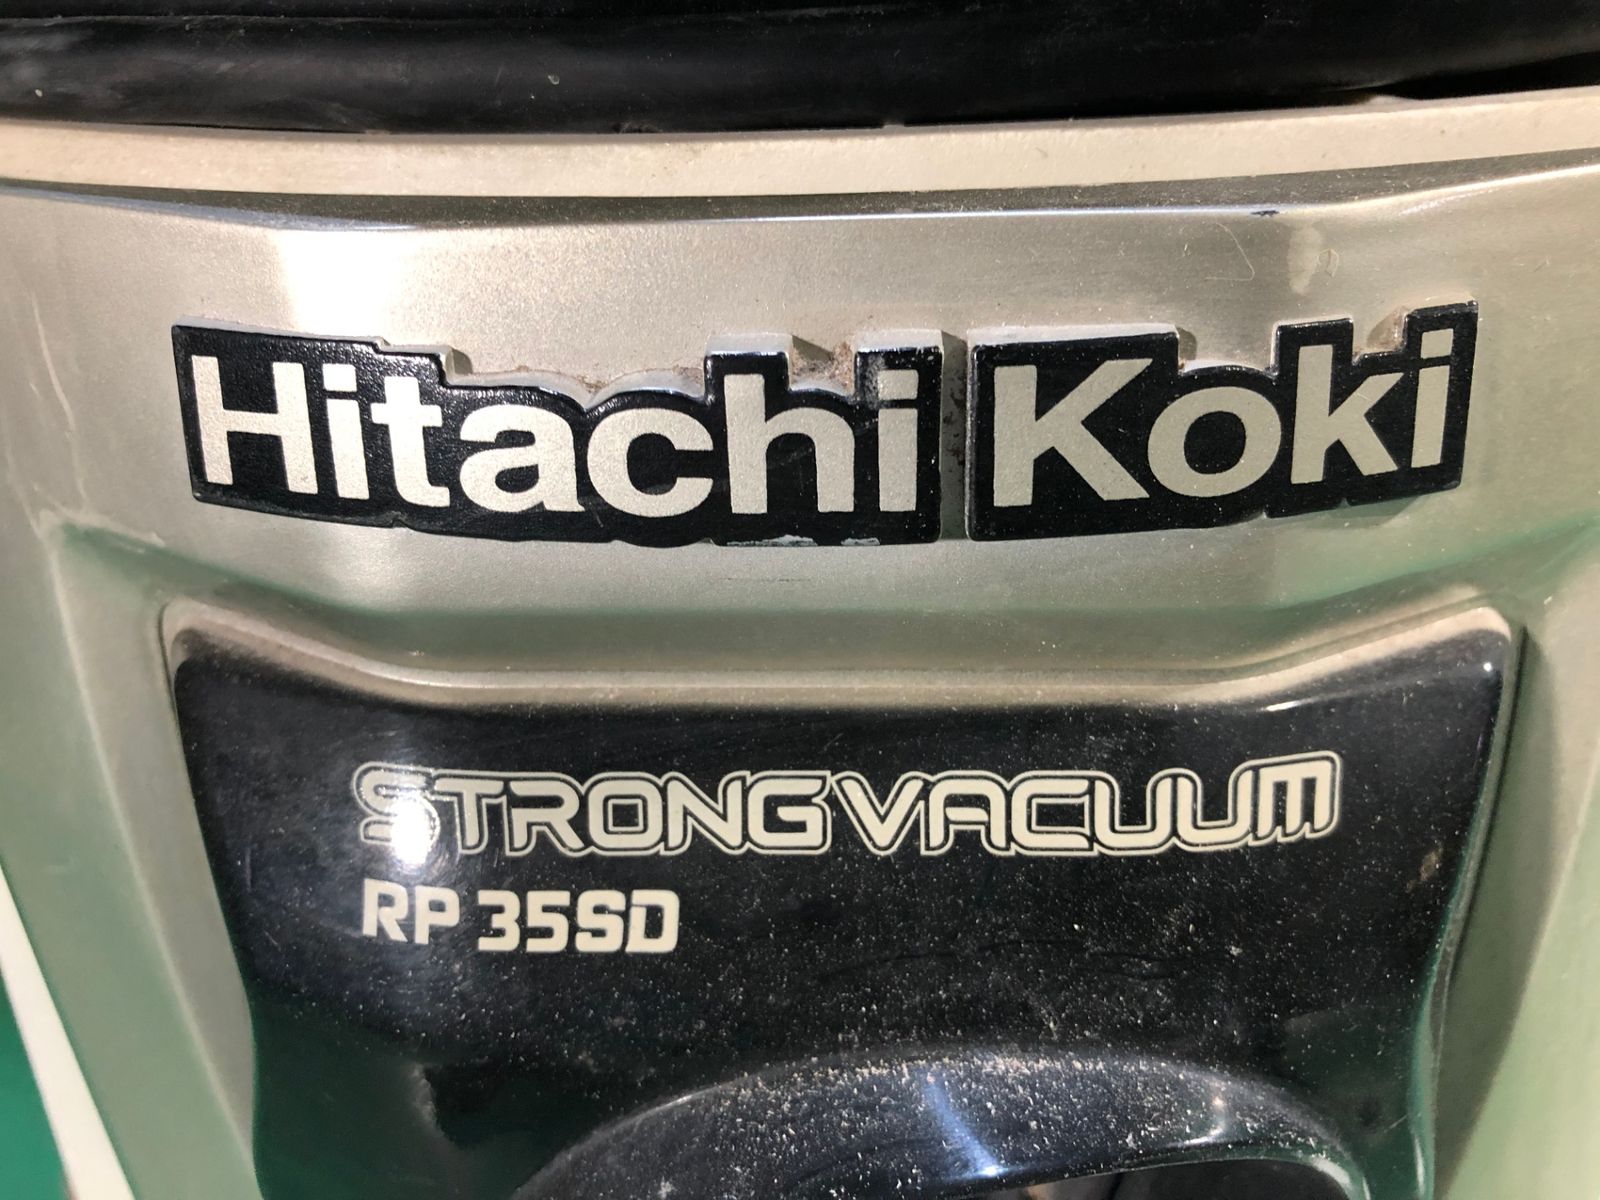 Hitachi Koki
STRONG VACUUM
RP 35SD